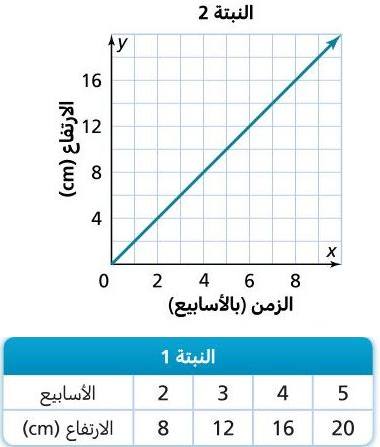 النبتة 2
y
16
12
8
4
الارتفاع (cm)
x
0 2 4 6 8
الزمن (بالأسابيع)
النبتة 1
الأسابيع 2 3 4 5
الارتفاع (cm) 8 12 16 20